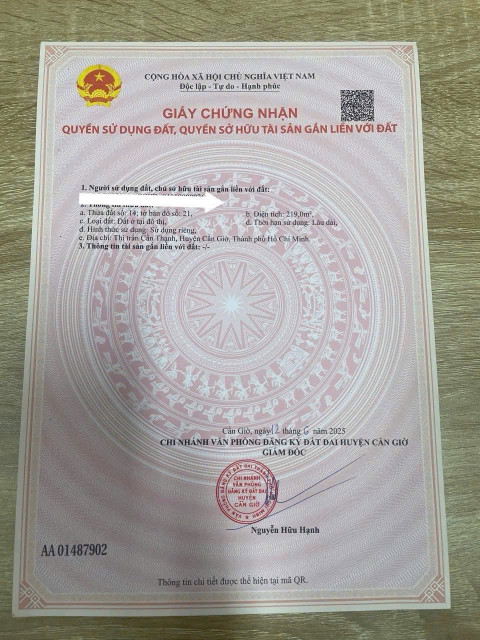 CỘNG HÒA XÃ HỘI CHỦ NGHĨA VIỆT NAM
Độc lập - Tự do - Hạnh phúc
GIẤY CHỨNG NHẬN
QUYỀN SỬ DỤNG ĐẤT, QUYỀN SỞ HỮU TÀI SẢN GẮN LIỀN VỚI ĐẤT
1. Người sử dụng đất, chủ sở hữu tài sản gắn liền với đất:
a. Thửa đất số: 14; tờ bản đồ số: 21, b. Diện tích: 219,0m²,
c. Loại đất: Đất ở tại đô thị, d. Thời hạn sử dụng: Lâu dài,
đ. Hình thức sử dụng: Sử dụng riêng,
e. Địa chỉ: Thị trấn Cần Thạnh, Huyện Cần Giờ, Thành phố Hồ Chí Minh.
3. Thông tin tài sản gắn liền với đất: -/-
Cần Giờ, ngày 12 tháng 6 năm 2025
CHI NHÁNH VĂN PHÒNG ĐĂNG KÝ ĐẤT ĐAI HUYỆN CẦN GIỜ
GIÁM ĐỐC
CHI NHÁNH
VĂN PHÒNG
ĐĂNG KÝ ĐẤT ĐAI
HUYỆN
CẦN GIỜ
Nguyễn Hữu Hạnh
AA 01487902
Thông tin chi tiết được thể hiện tại mã QR.